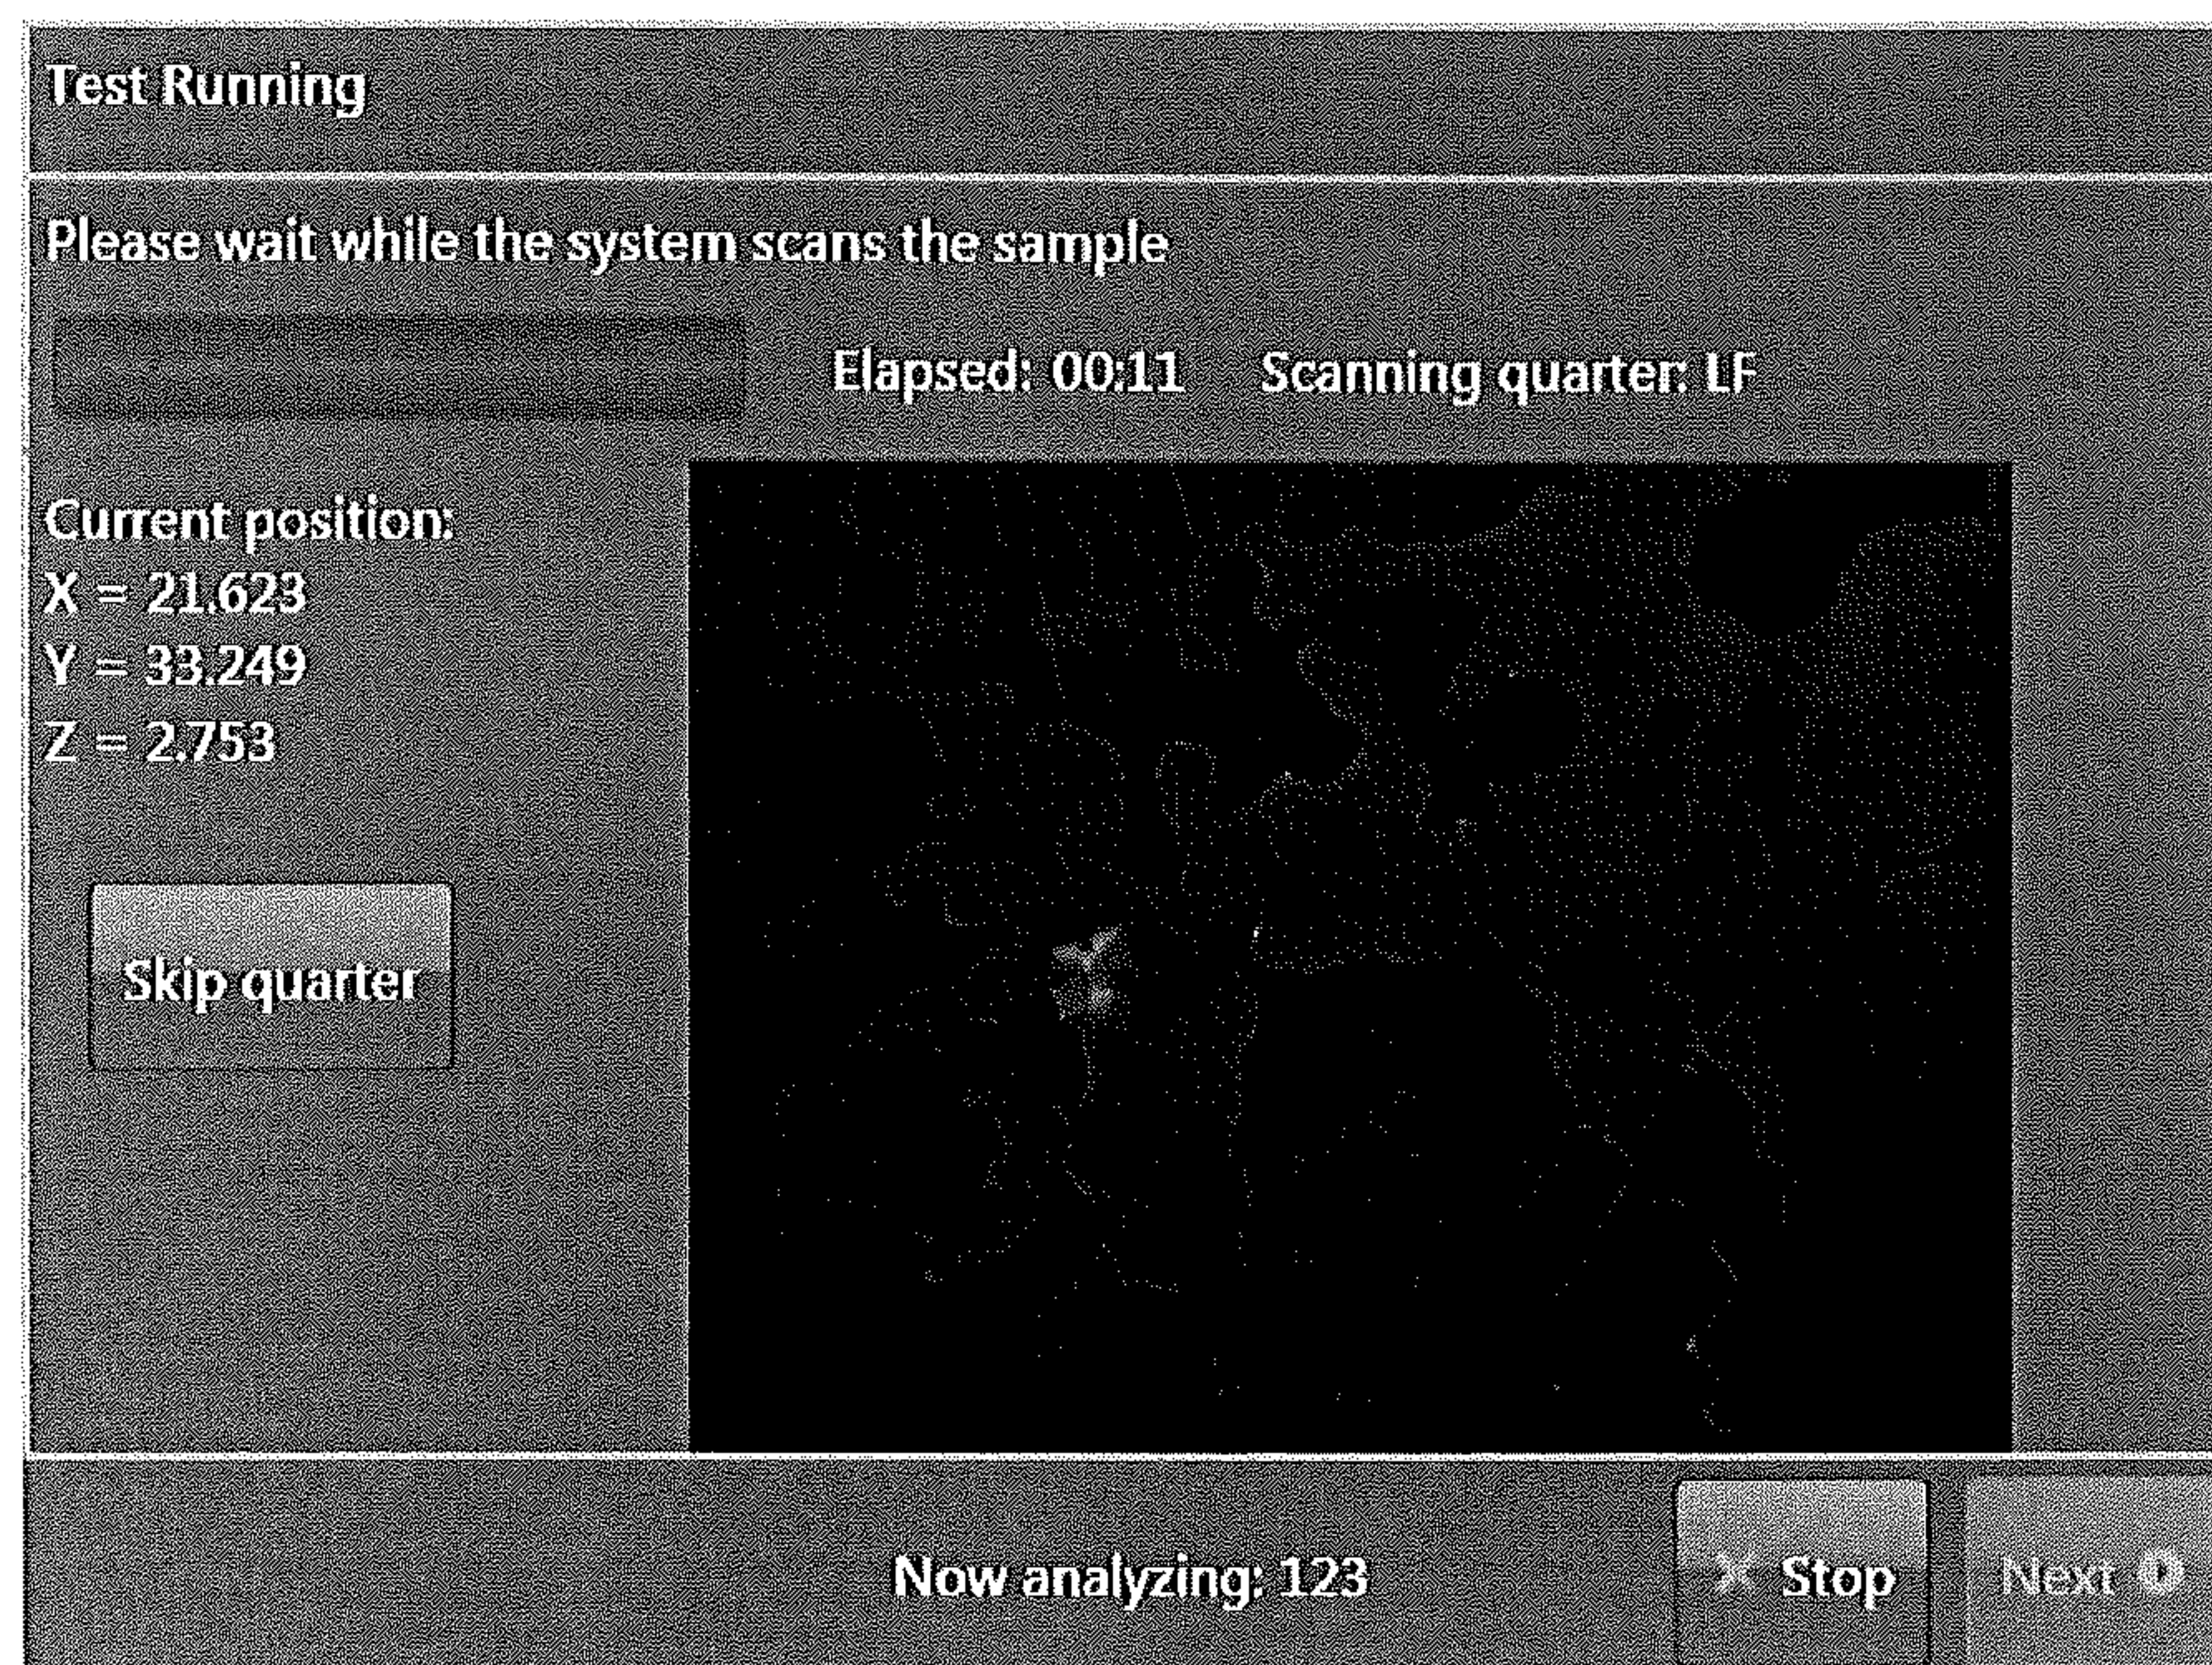 Test Running
Please wait while the system scans the sample
Elapsed: 00:11 Scanning quarter: LF
Current position:
X = 21.623
Y = 33.249
Z = 2.753
Skip quarter
Now analyzing: 123
Stop
Next